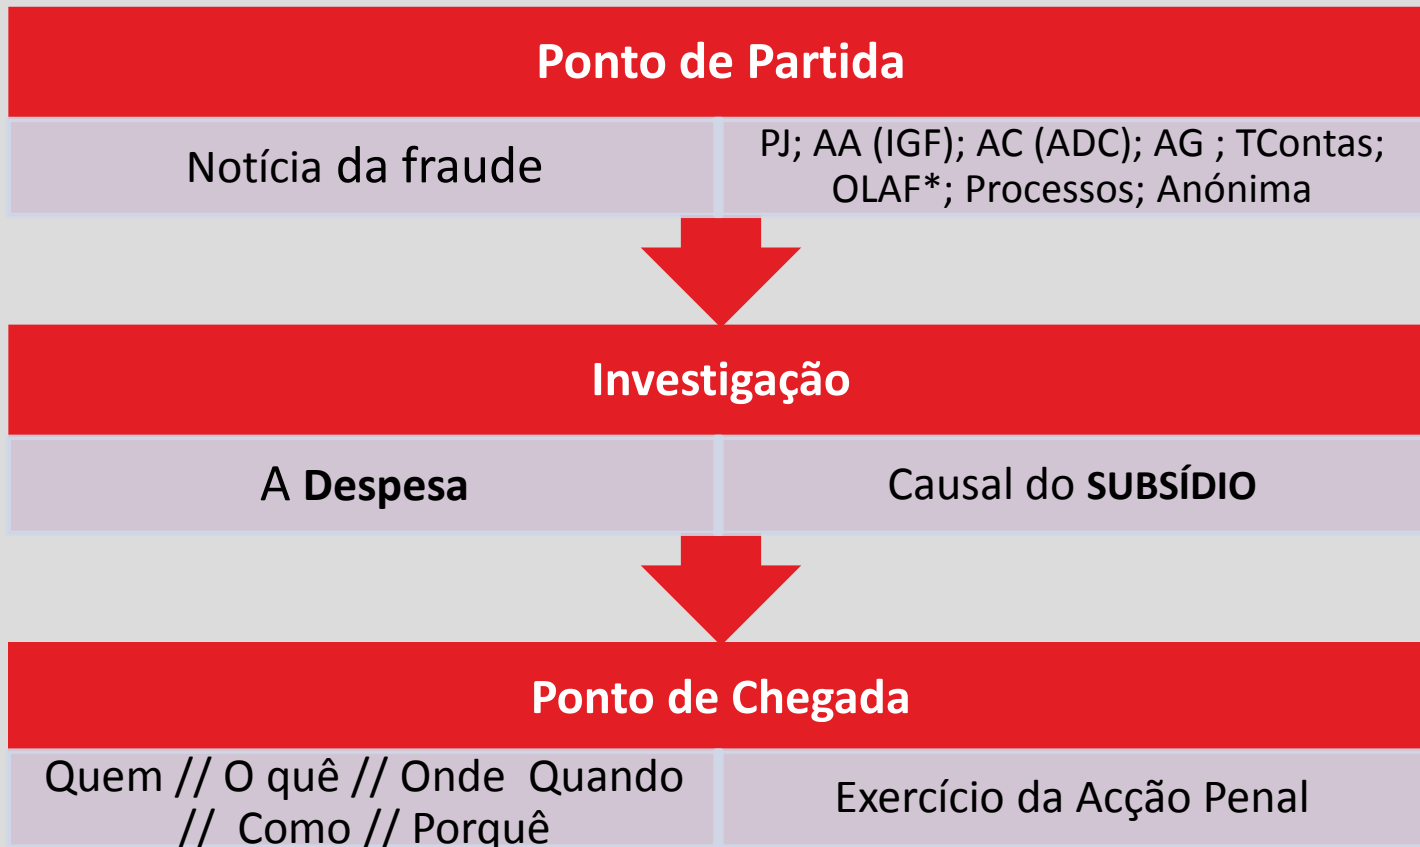 Ponto de Partida
Notícia da fraude
PJ; AA (IGF); AC (ADC); AG ; TContas;
OLAF*; Processos; Anónima
Investigação
A Despesa
Causal do SUBSÍDIO
Ponto de Chegada
Quem // O quê // Onde  Quando
//  Como // Porquê
Exercício da Acção Penal